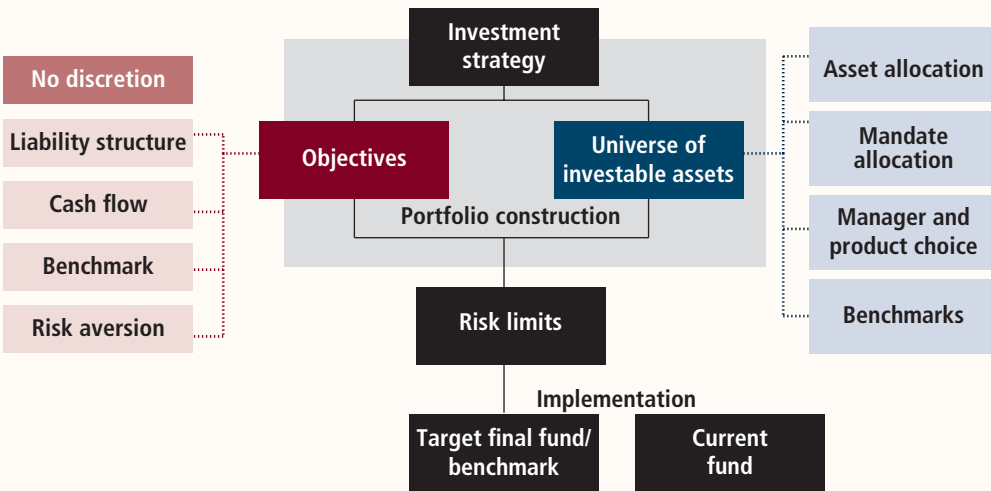 Investment
strategy
No discretion
Liability structure
Cash flow
Benchmark
Risk aversion
Objectives
Universe of
investable assets
Portfolio construction
Asset allocation
Mandate
allocation
Manager and
product choice
Benchmarks
Risk limits
Implementation
Target final fund/
benchmark
Current
fund